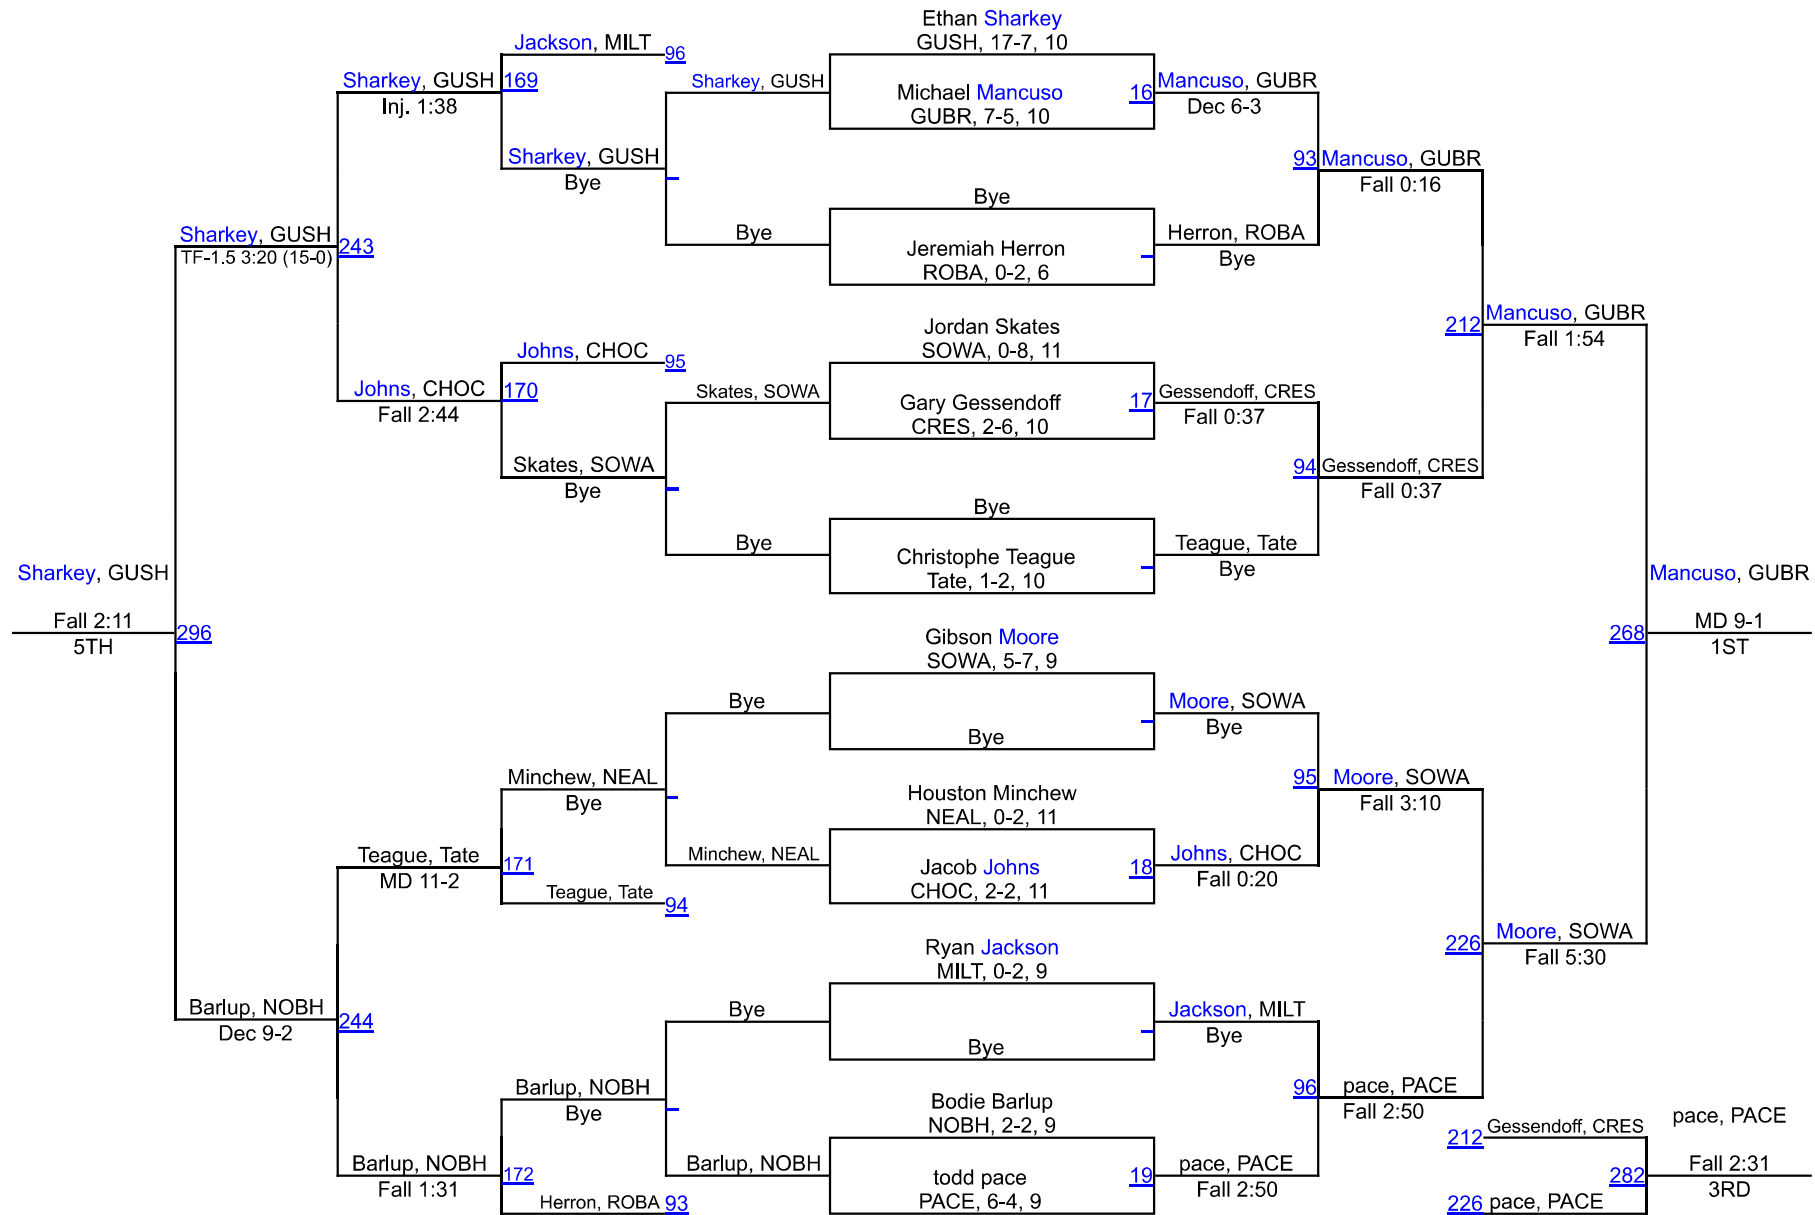 Ethan Sharkey
Jackson, MILT
GUSH, 17-7, 10
96
Sharkey, GUSH
169
Sharkey, GUSH
Michael Mancuso
16
Mancuso, GUBR
Inj. 1:38
GUBR, 7-5, 10
Dec 6-3
Sharkey, GUSH
93
Mancuso, GUBR
Bye
Fall 0:16
Bye
Sharkey, GUSH
243
Bye
Herron, ROBA
TF-1.5 3:20 (15-0)
Jeremiah Herron
Bye
ROBA, 0-2, 6
Mancuso, GUBR
212
Fall 1:54
Jordan Skates
Johns, CHOC
SOWA, 0-8, 11
95
Johns, CHOC
170
Skates, SOWA
Gary Gessendoff
17
Gessendoff, CRES
Fall 2:44
CRES, 2-6, 10
Fall 0:37
Skates, SOWA
94
Gessendoff, CRES
Bye
Fall 0:37
Bye
Bye
Teague, Tate
Christophe Teague
Bye
Tate, 1-2, 10
Sharkey, GUSH
Mancuso, GUBR
Fall 2:11
296
268
MD 9-1
5TH
1ST
Gibson Moore
SOWA, 5-7, 9
Bye
Moore, SOWA
Bye
Bye
Minchew, NEAL
95
Moore, SOWA
Bye
Fall 3:10
Houston Minchew
NEAL, 0-2, 11
Teague, Tate
171
Minchew, NEAL
Jacob Johns
18
Johns, CHOC
MD 11-2
CHOC, 2-2, 11
Fall 0:20
Teague, Tate
94
Moore, SOWA
226
Fall 5:30
Ryan Jackson
MILT, 0-2, 9
Barlup, NOBH
244
Bye
Jackson, MILT
Dec 9-2
Bye
Bye
Barlup, NOBH
96
pace, PACE
Bye
Fall 2:50
Bodie Barlup
NOBH, 2-2, 9
212
Gessendoff, CRES
pace, PACE
Barlup, NOBH
172
Barlup, NOBH
todd pace
19
pace, PACE
282
Fall 2:31
Fall 1:31
PACE, 6-4, 9
Fall 2:50
3RD
Herron, ROBA
93
226
pace, PACE